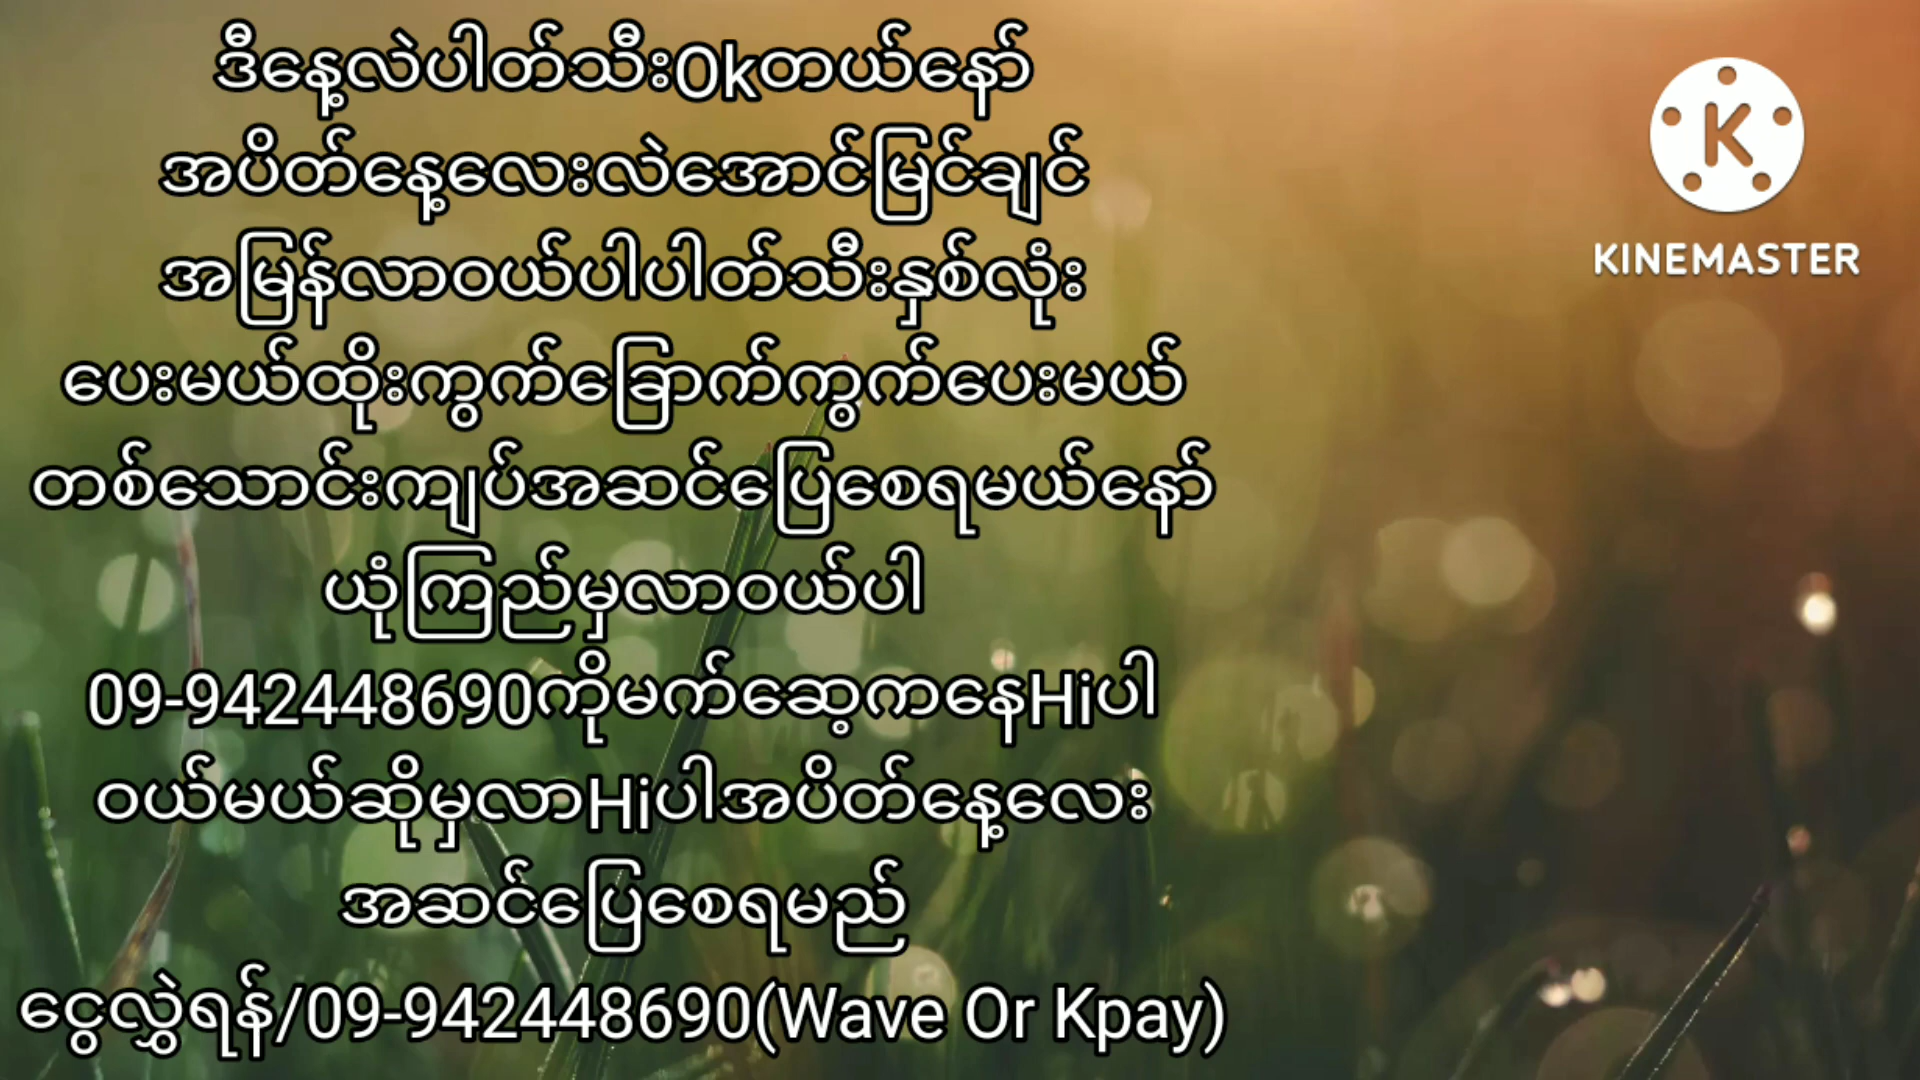 ဒီနေ့လဲပါတ်သီးOkတယ်နော်
အပိတ်နေ့လေးလဲအောင်မြင်ချင်
အမြန်လာဝယ်ပါပါတ်သီးနှစ်လုံး
ပေးမယ်ထိုးကွက်ခြောက်ကွက်ပေးမယ်
တစ်သောင်းကျပ်အဆင်ပြေစေရမယ်နော်
ယုံကြည်မှလာဝယ်ပါ
09-942448690ကိုမက်ဆေ့ကနေHiပါ
ဝယ်မယ်ဆိုမှလာHiပါအပိတ်နေ့လေး
အဆင်ပြေစေရမည်
ငွေလွှဲရန်/09-942448690(Wave Or Kpay)
K
KINEMASTER